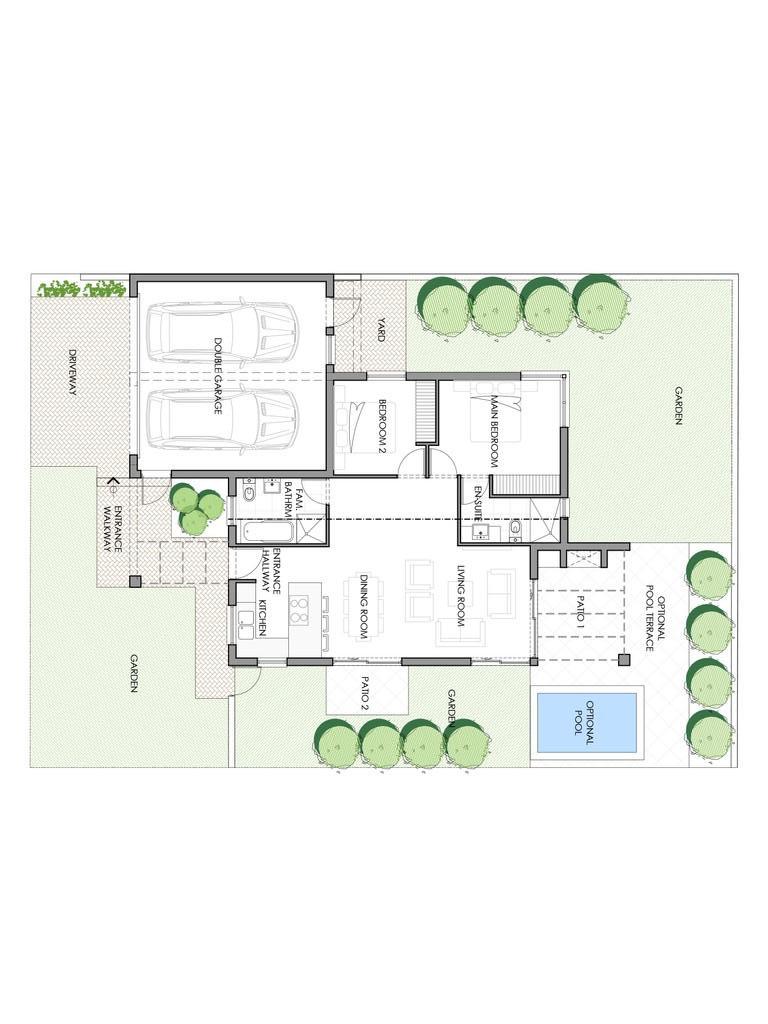 DRIVEWAY
DOUBLE GARAGE
YARD
GARDEN
BEDROOM 2
MAIN BEDROOM
FAM.
BATHRM
EN-SUITE
ENTRANCE
WALKWAY
ENTRANCE
HALLWAY
KITCHEN
DINING ROOM
LIVING ROOM
PATIO 1
OPTIONAL
POOL TERRACE
GARDEN
PATIO 2
GARDEN
OPTIONAL
POOL